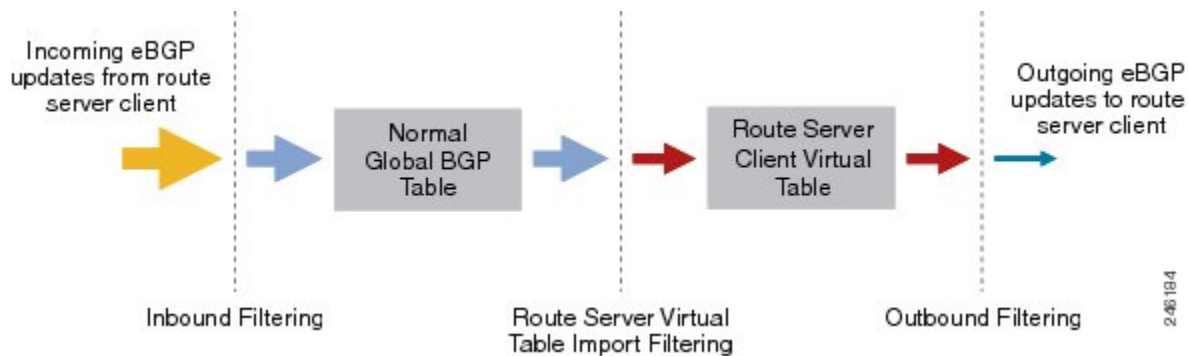 Incoming eBGP
updates from route
server client
Normal
Global BGP
Table
Route Server
Client Virtual
Table
Outgoing eBGP
updates to route
server client
Inbound Filtering
Route Server Virtual
Table Import Filtering
Outbound Filtering
246194